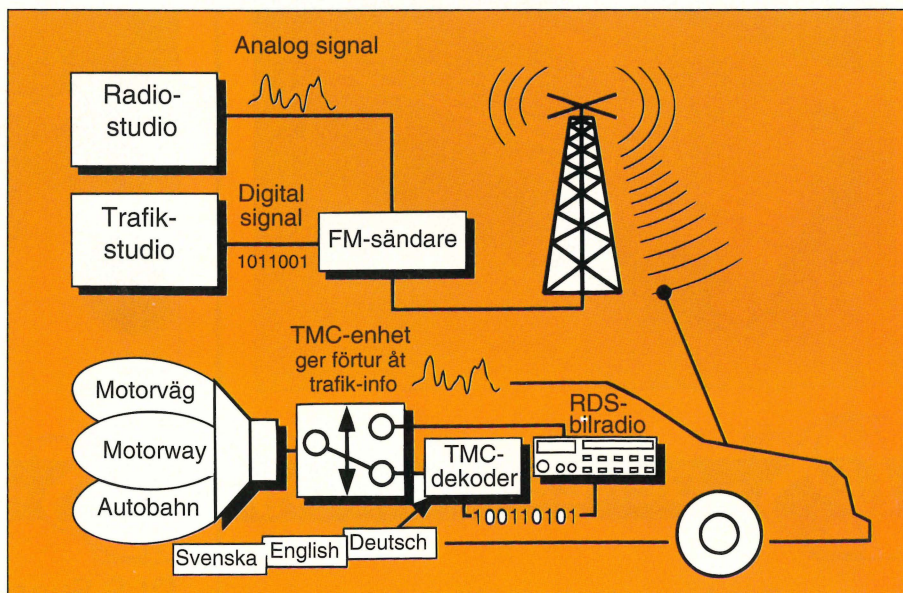 Analog signal
Radio-
studio
Digital
signal
1011001
Trafik-
studio
FM-sändare
TMC-enhet
ger förtur åt
trafik-info
Motorväg
Motorway
Autobahn
RDS-
bilradio
TMC-
dekoder
100110101
Svenska
English
Deutsch